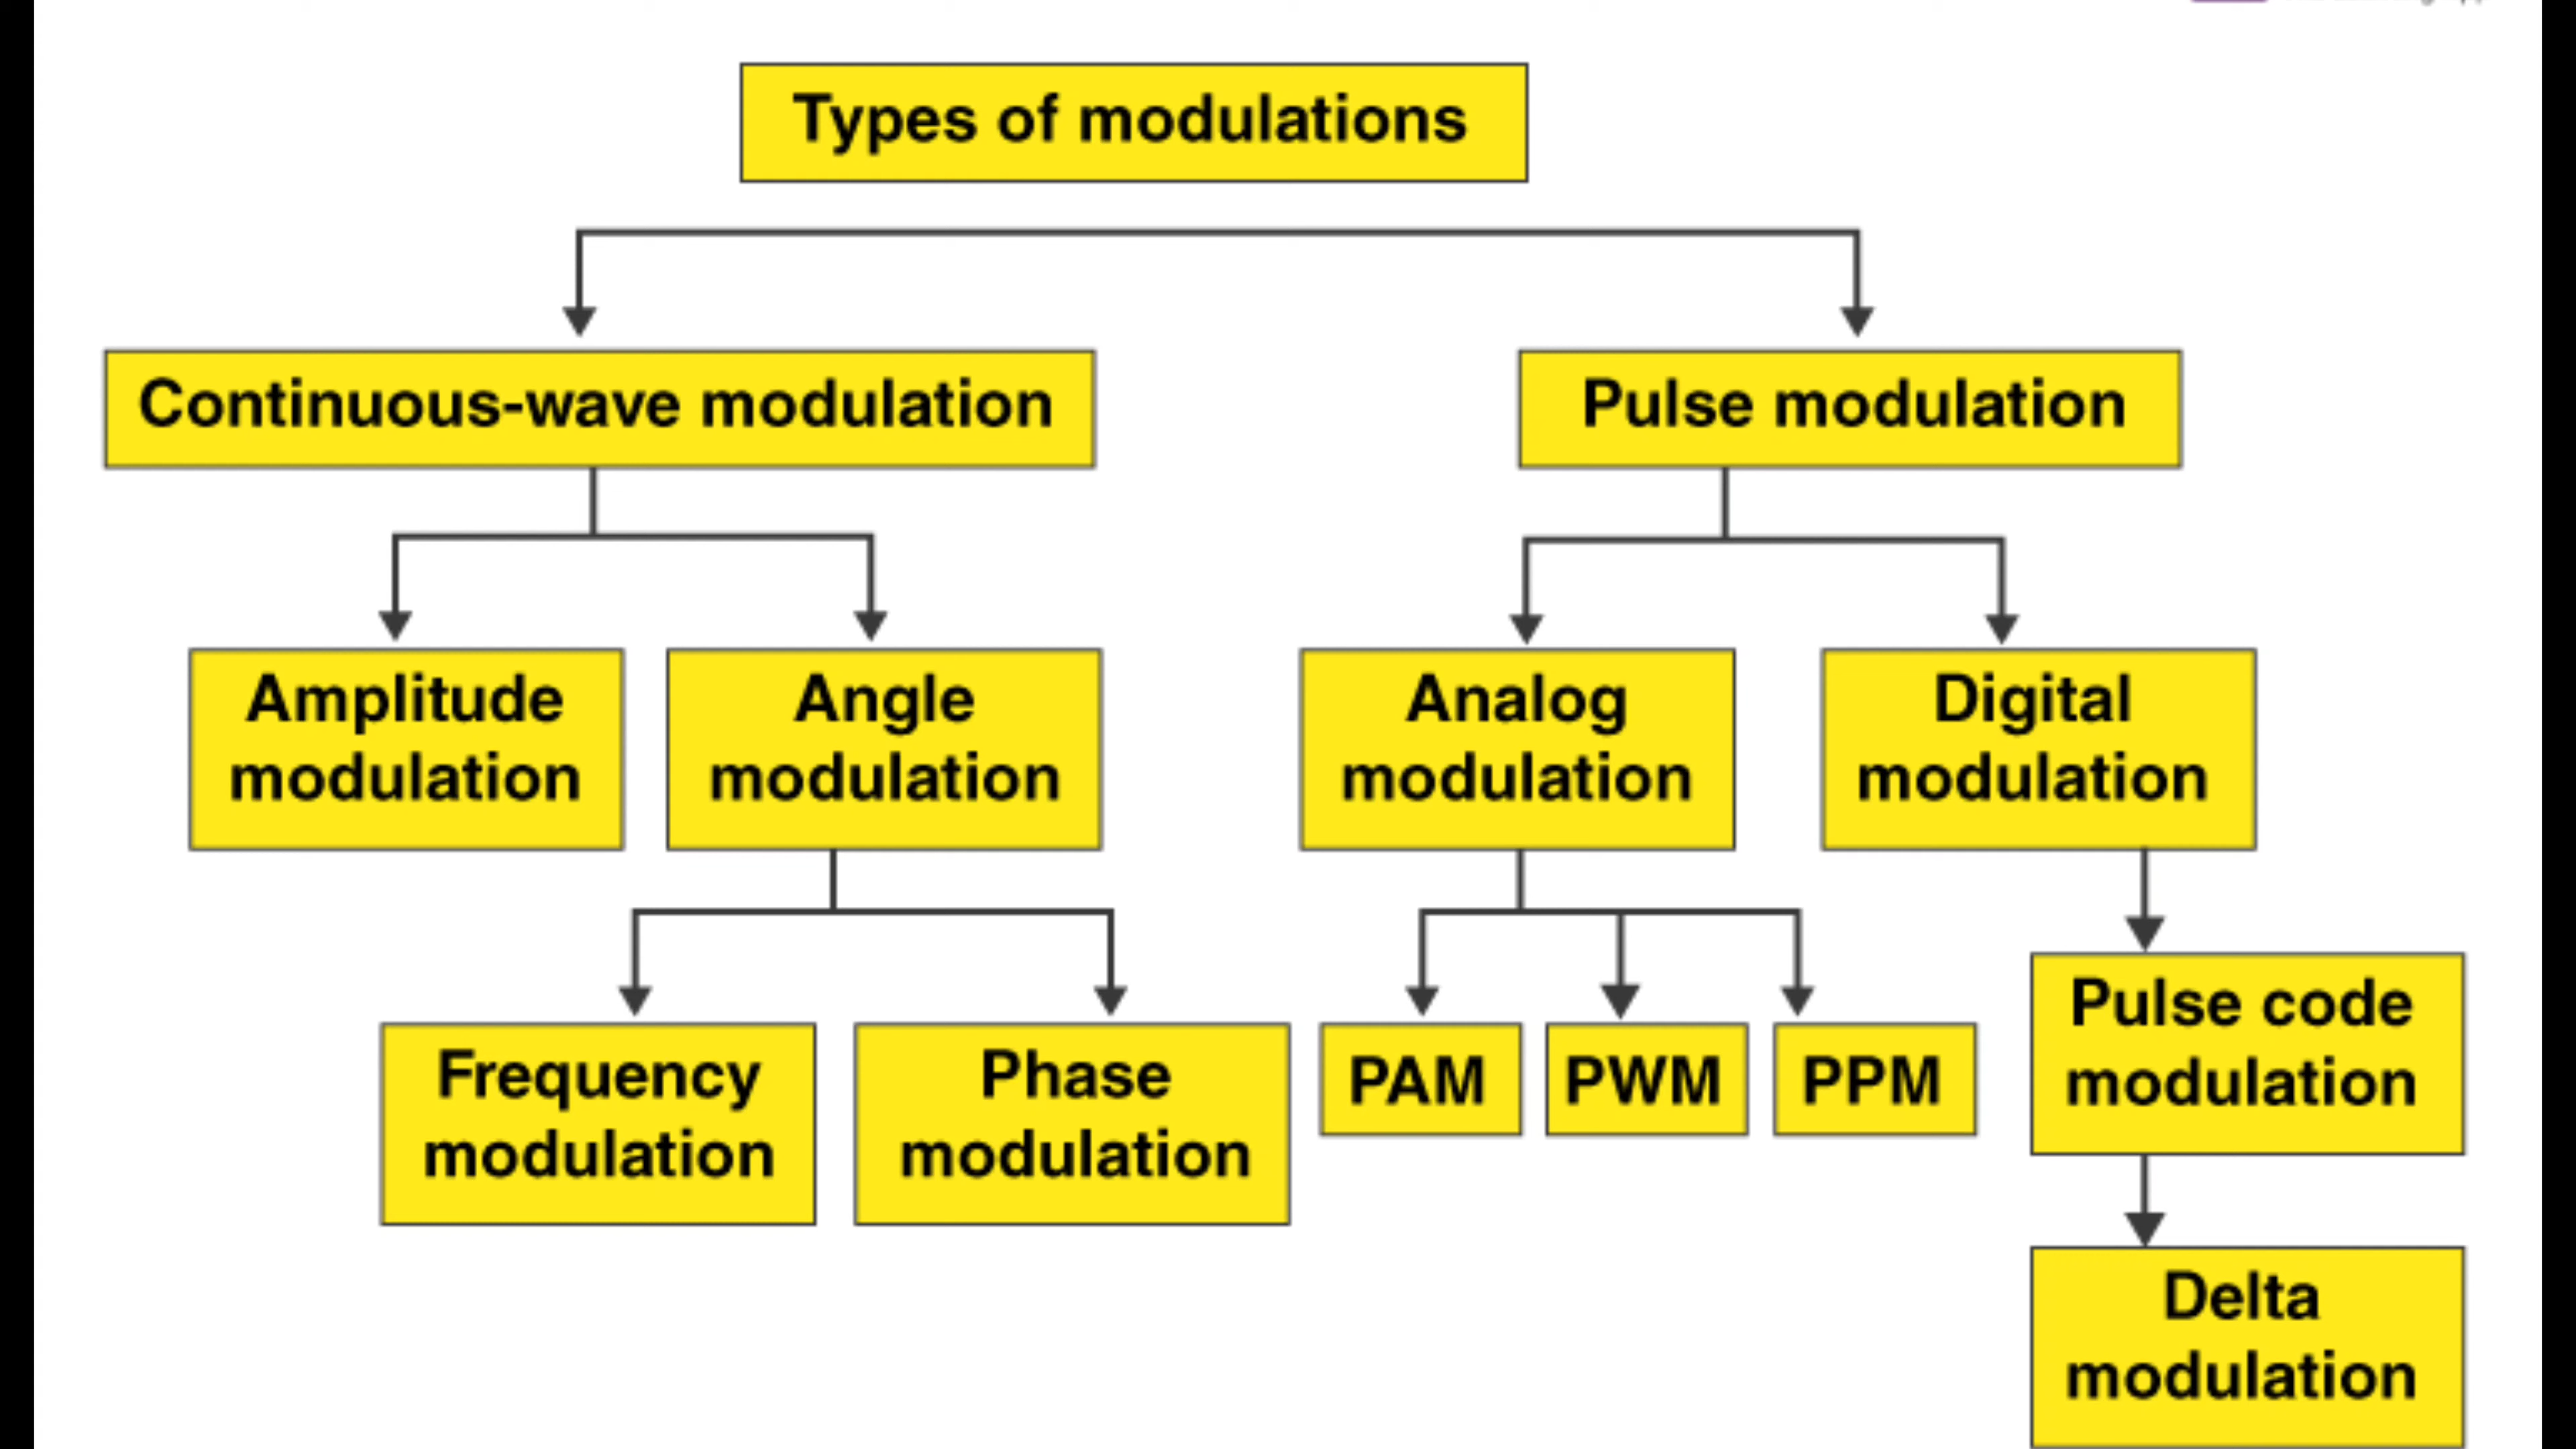 Types of modulations
Continuous-wave modulation
Pulse modulation
Amplitude
modulation
Angle
modulation
Analog
modulation
Digital
modulation
Frequency
modulation
Phase
modulation
PAM
PWM
PPM
Pulse code
modulation
Delta
modulation